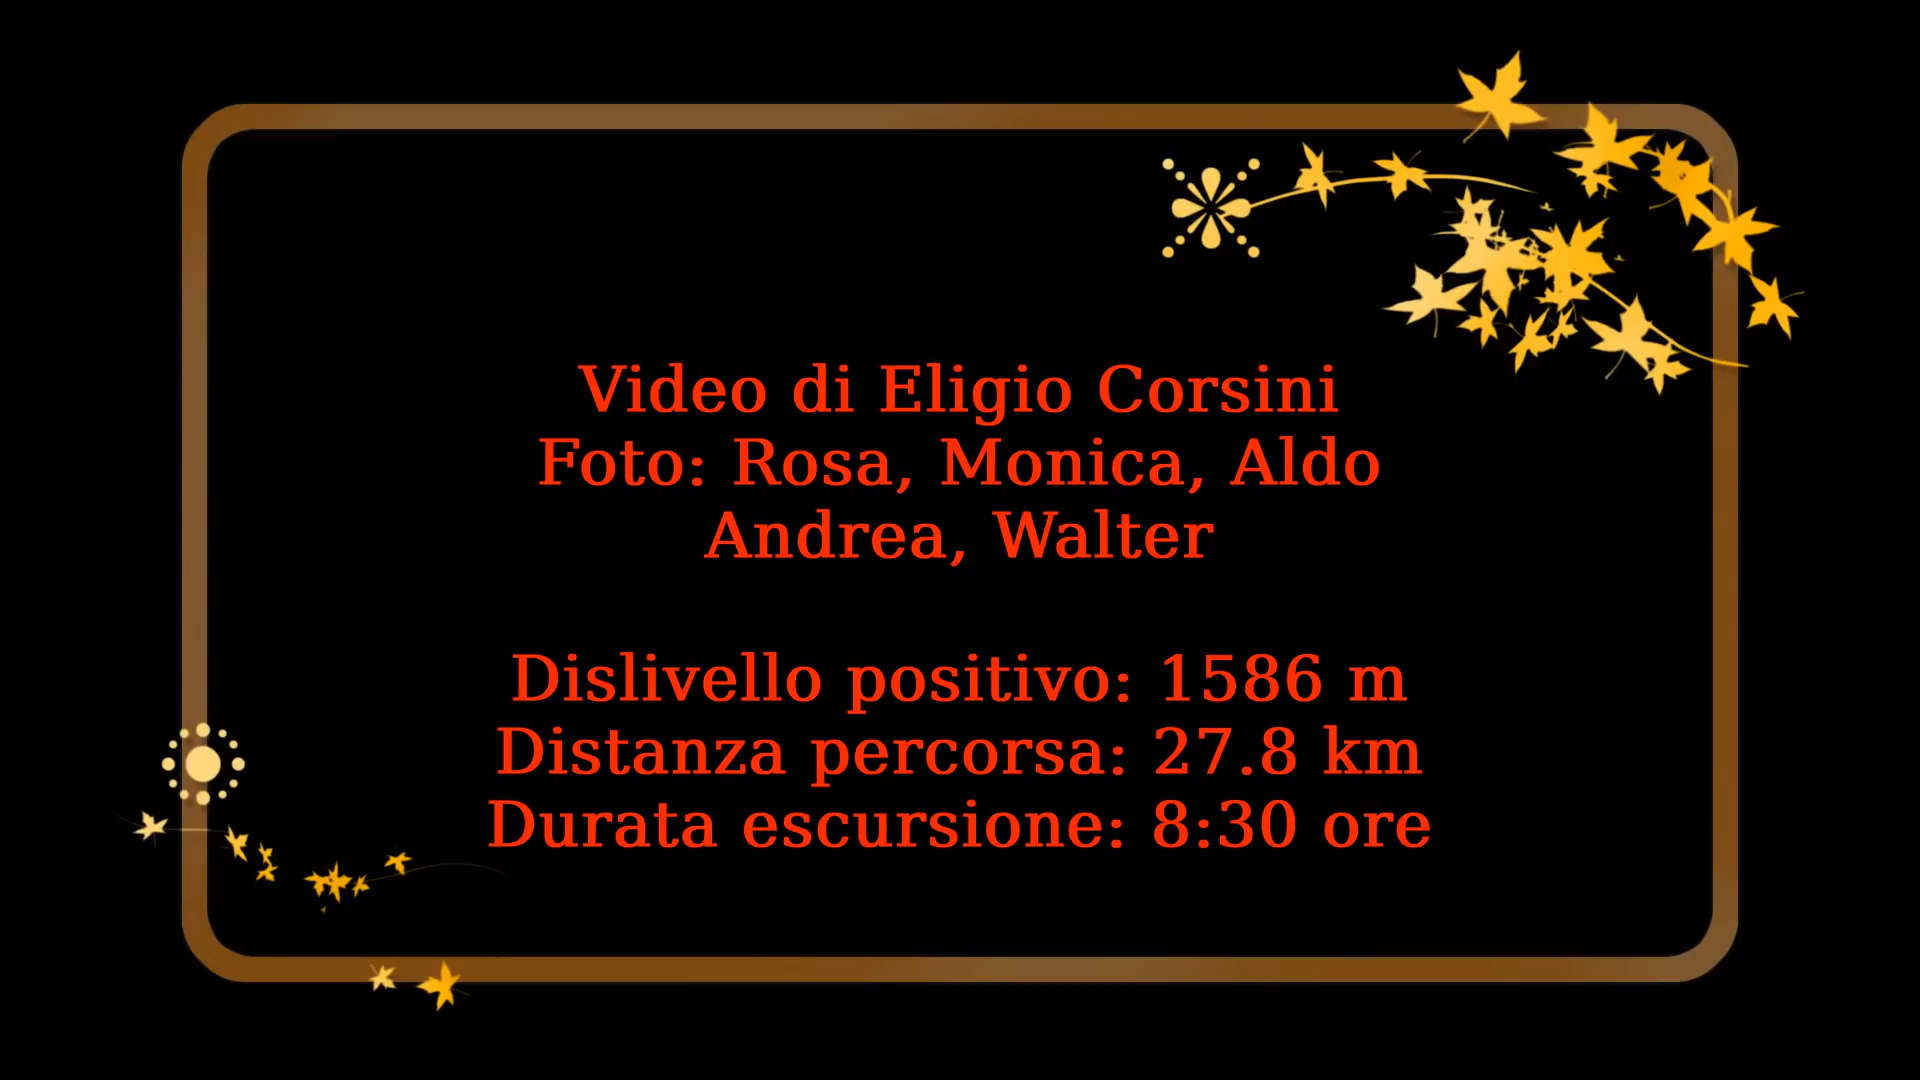 Video di Eligio Corsini
Foto: Rosa, Monica, Aldo
Andrea, Walter
Dislivello positivo: 1586 m
Distanza percorsa: 27.8 km
Durata escursione: 8:30 ore